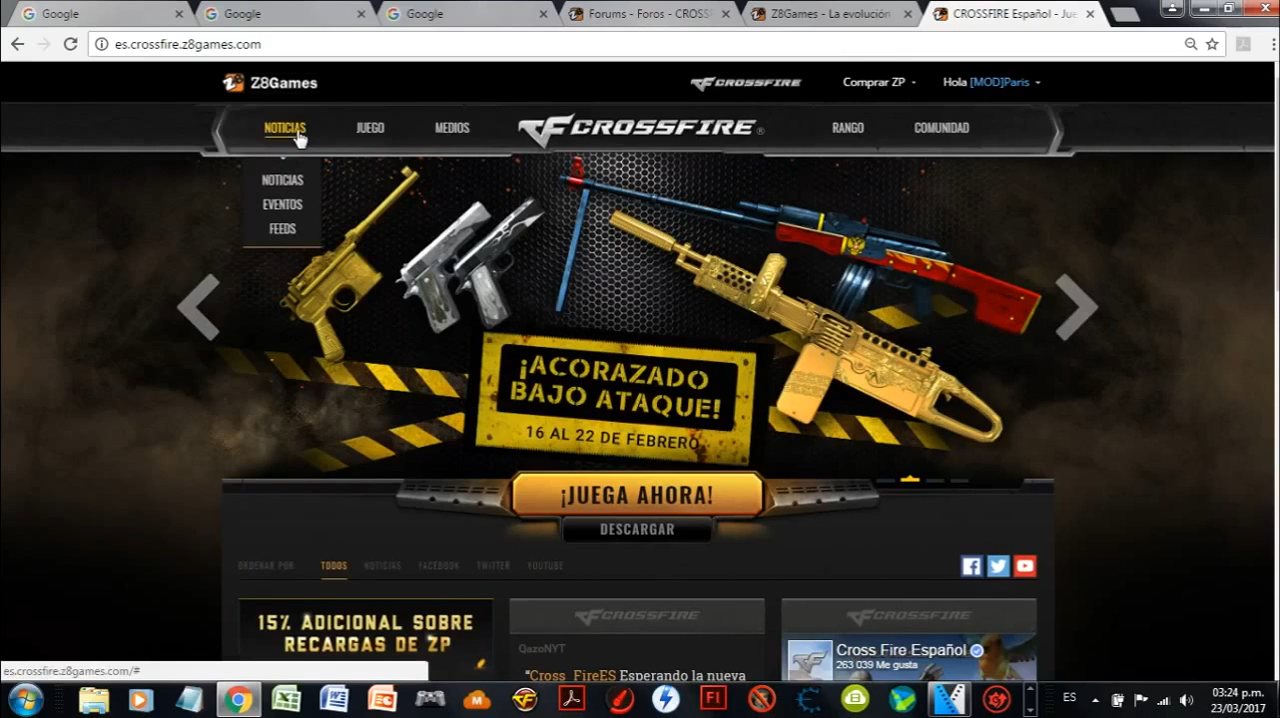 Google
Google
Google
Forums - Foros - CROSS
Z8Games - La evolución
CROSSFIRE Español - Jue
es.crossfire.z8games.com
Z8Games
CROSSFIRE
Comprar ZP
Hola [MOD]Paris
NOTICIAS
JUEGO
MEDIOS
CROSSFIRE®
RANGO
COMUNIDAD
NOTICIAS
EVENTOS
FEEDS
¡ACORAZADO
BAJO ATAQUE!
16 AL 22 DE FEBRERO
¡JUEGA AHORA!
DESCARGAR
ORDENAR POR
TODOS
NOTICIAS
FACEBOOK
TWITTER
YOUTUBE
15% ADICIONAL SOBRE
RECARGAS DE ZP
CROSSFIRE
QazoNYT
"Cross_FireES Esperando la nueva
CROSSFIRE
Cross Fire Español
263 039 Me gusta
es.crossfire.z8games.com/#
ES
03:24 p.m.
23/03/2017